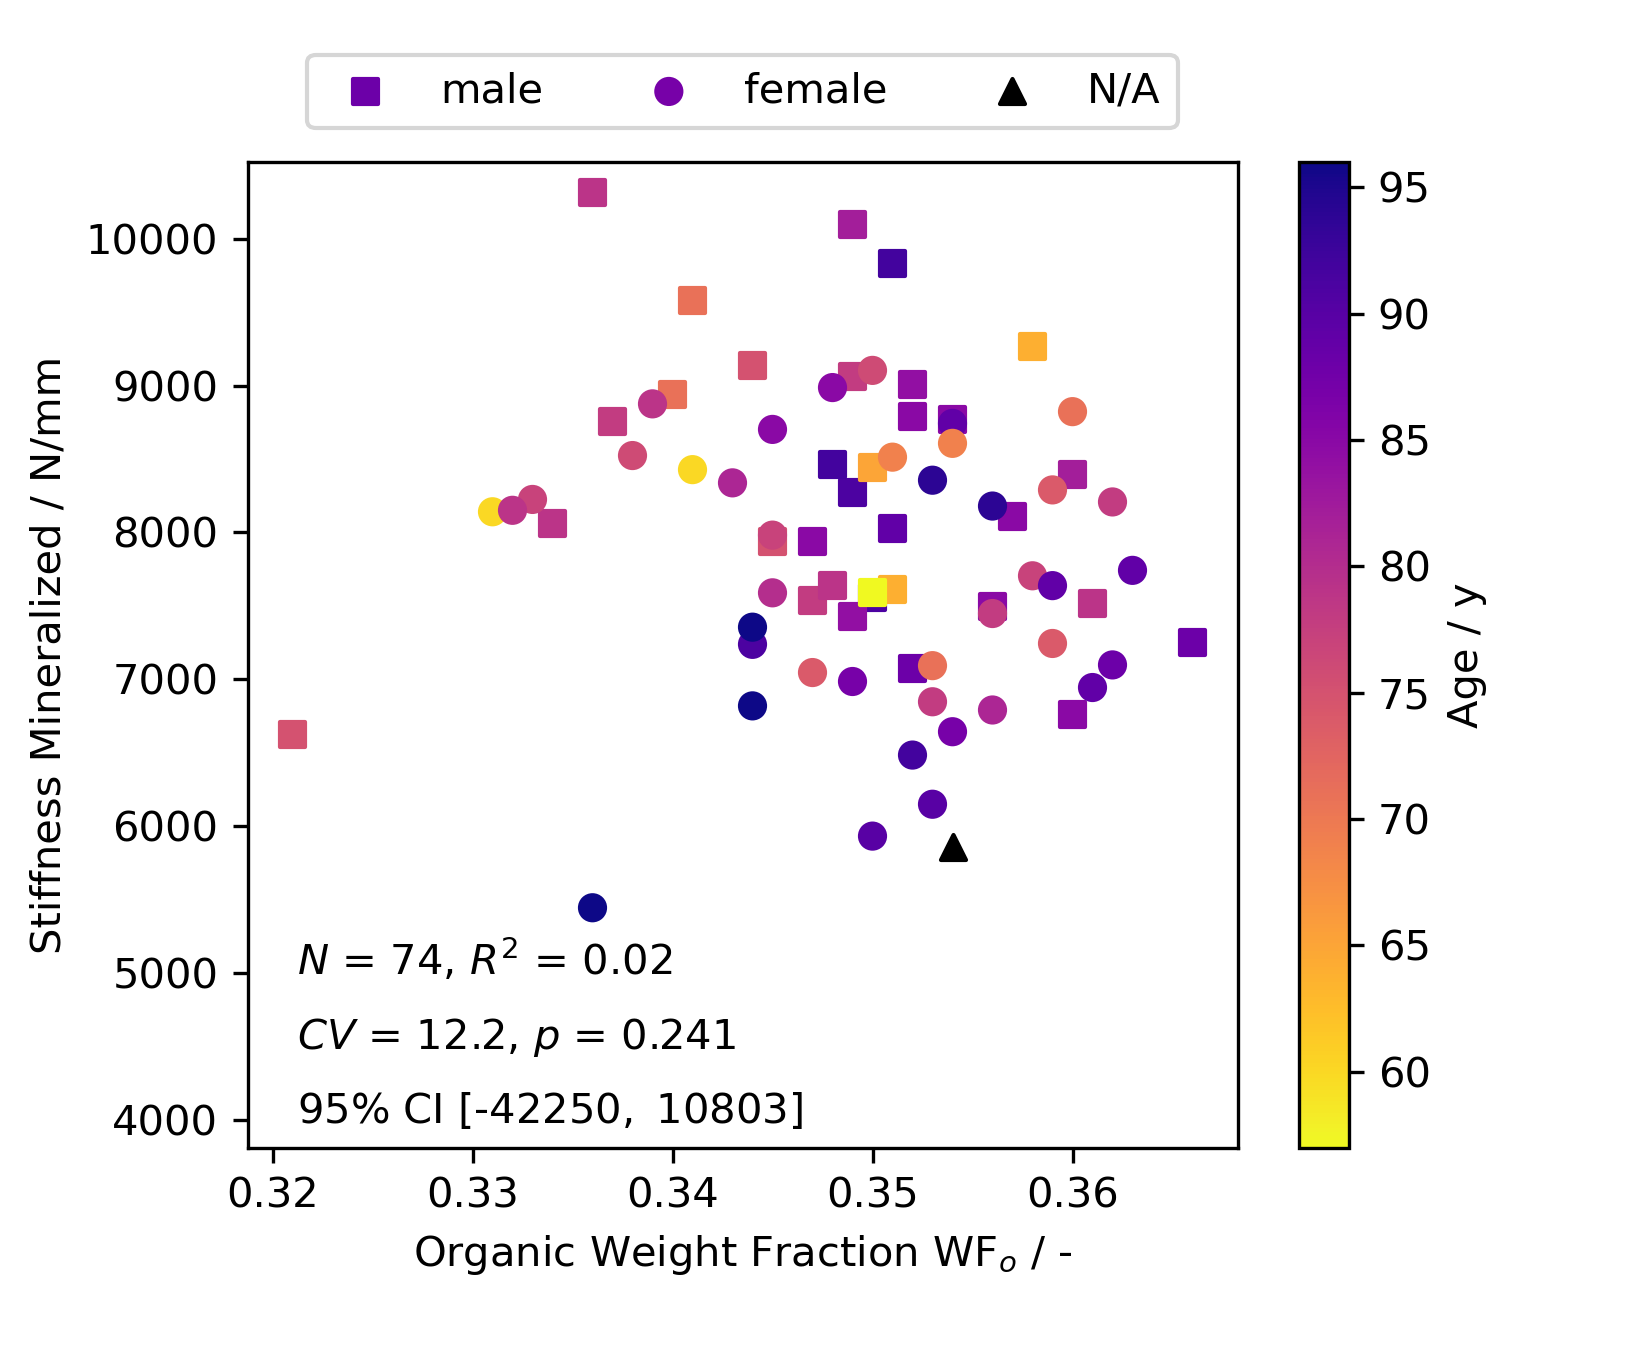 male female N/A
10000
9000
8000
7000
6000
5000
4000
Stiffness Mineralized / N/mm
N = 74, R² = 0.02
CV = 12.2, p = 0.241
95% CI [-42250, 10803]
0.32 0.33 0.34 0.35 0.36
Organic Weight Fraction WFₒ / -
95
90
85
80
75
70
65
60
Age / y